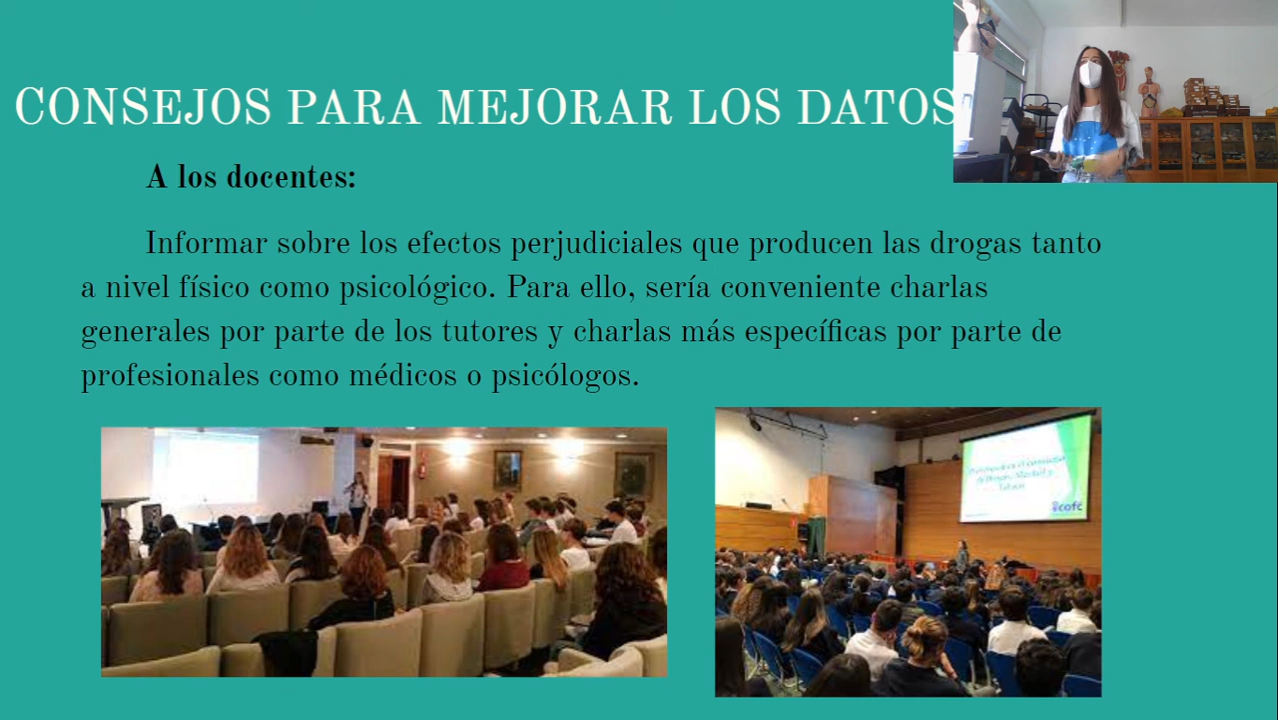 CONSEJOS PARA MEJORAR LOS DATOS
A los docentes:
Informar sobre los efectos perjudiciales que producen las drogas tanto
a nivel físico como psicológico. Para ello, sería conveniente charlas
generales por parte de los tutores y charlas más específicas por parte de
profesionales como médicos o psicólogos.
cofc